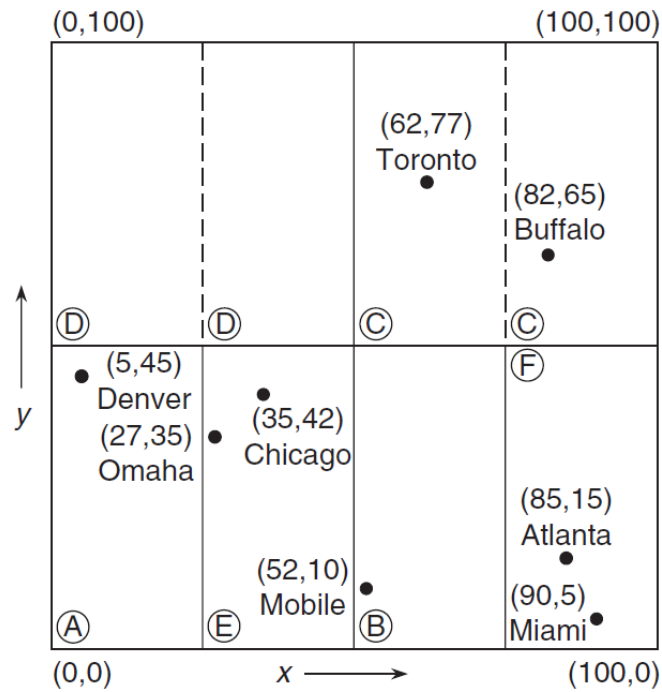 (0,100)
(100,100)
(62,77)
Toronto
(82,65)
Buffalo
D
D
C
C
F
(5,45)
Denver
(27,35)
Omaha
(35,42)
Chicago
(85,15)
Atlanta
(52,10)
Mobile
(90,5)
Miami
A
E
B
y
(0,0)
x
(100,0)